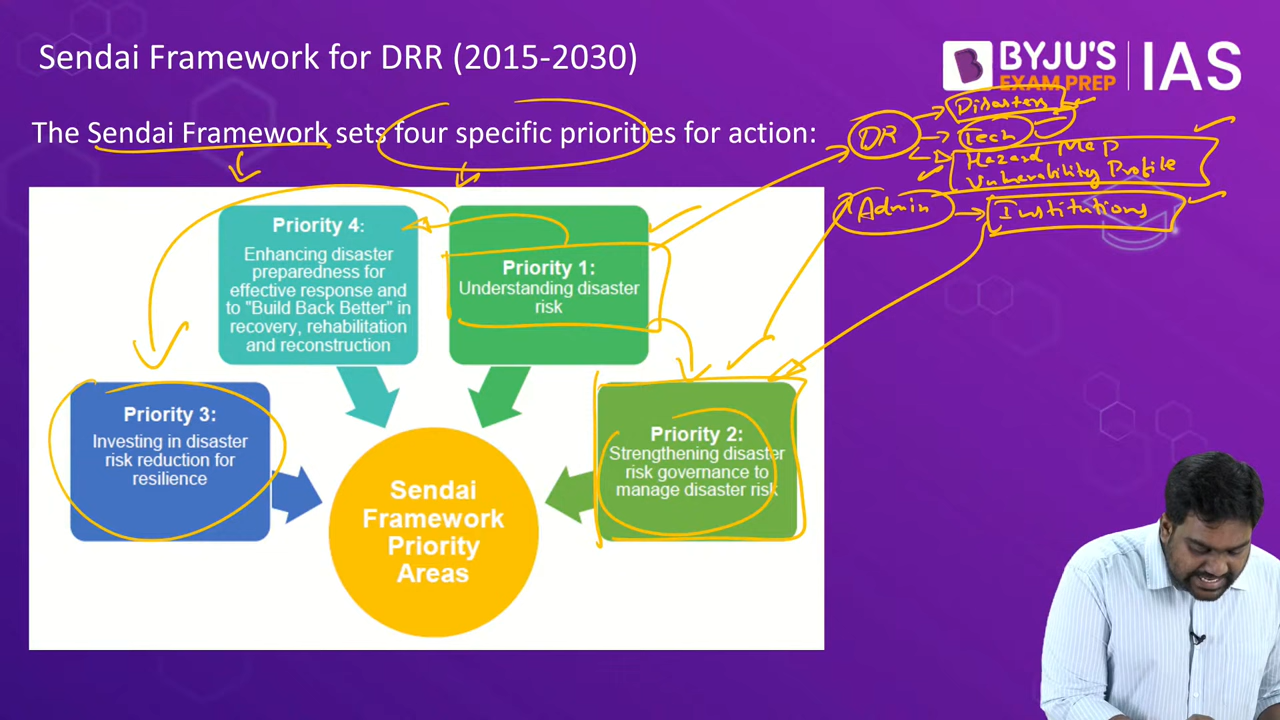 Sendai Framework for DRR (2015-2030)
BYJU'S
EXAM PREP
IAS
The Sendai Framework sets four specific priorities for action:
DR
Disasters
Tech
Hazard Map
Vulnerability Profile
Admin
Institutions
Priority 4:
Enhancing disaster
preparedness for
effective response and
to "Build Back Better" in
recovery, rehabilitation
and reconstruction
Priority 1:
Understanding disaster
risk
Priority 3:
Investing in disaster
risk reduction for
resilience
Priority 2:
Strengthening disaster
risk governance to
manage disaster risk
Sendai
Framework
Priority
Areas